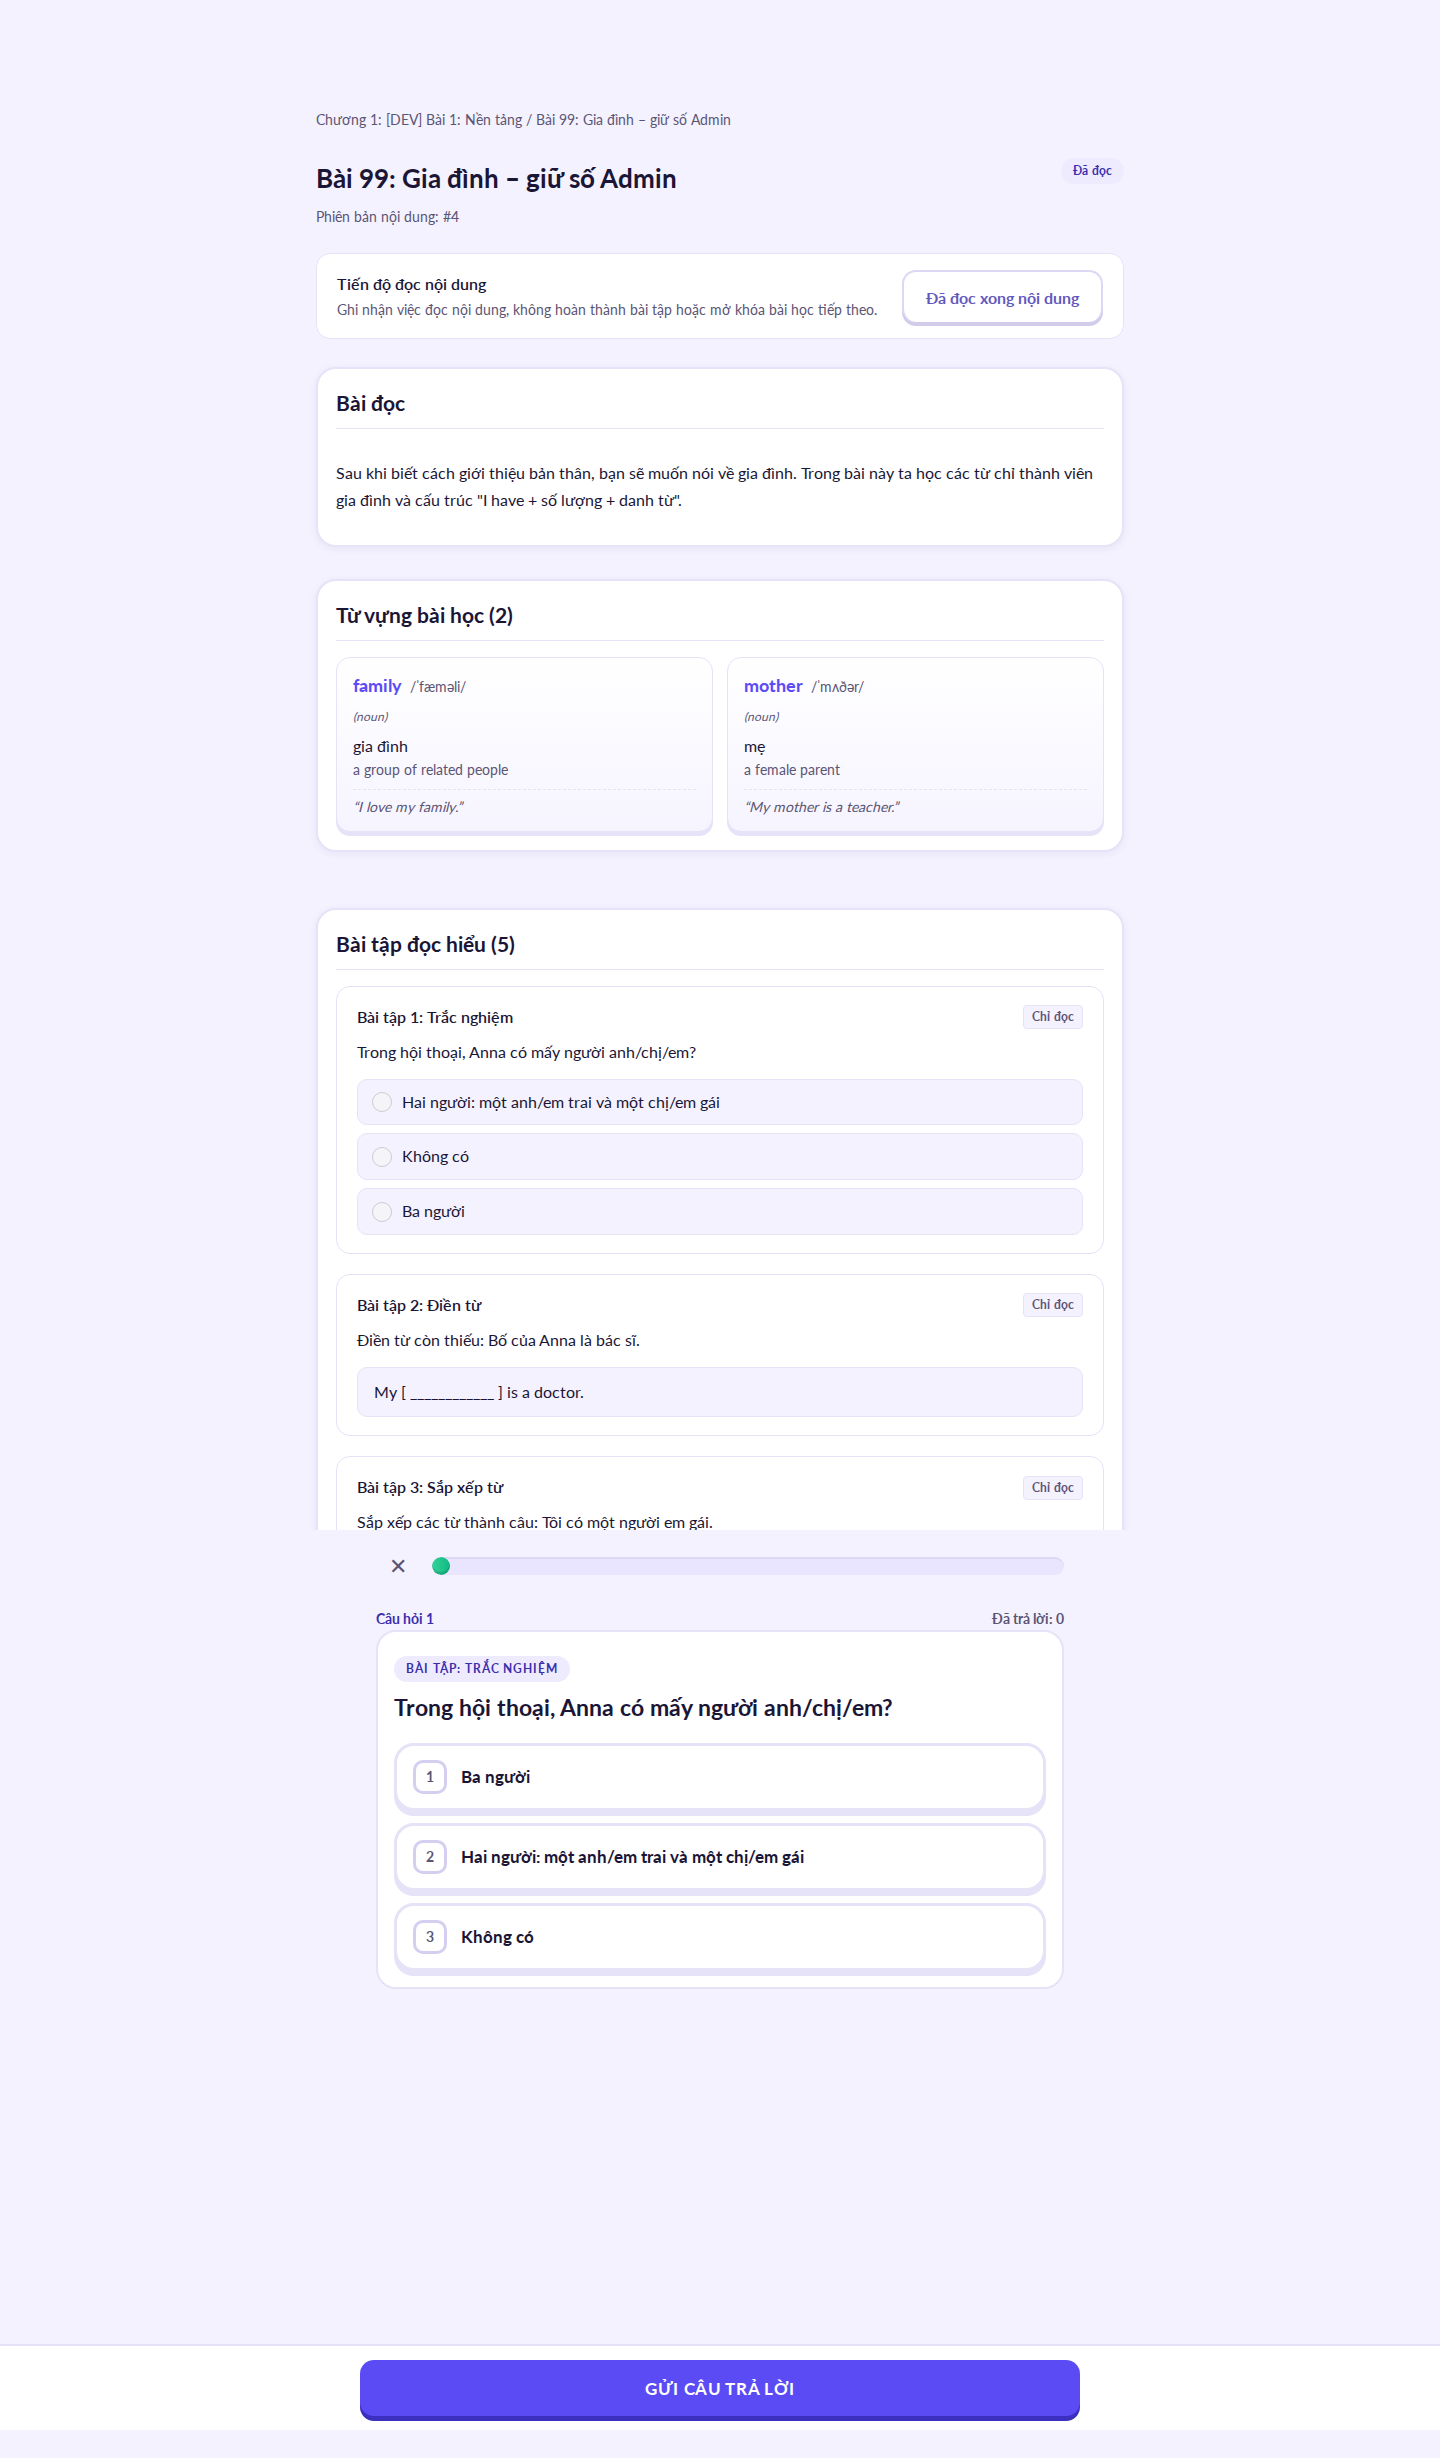 Chương 1: [DEV] Bài 1: Nền tảng / Bài 99: Gia đình – giữ số Admin
Bài 99: Gia đình – giữ số Admin
Đã đọc
Phiên bản nội dung: #4
Tiến độ đọc nội dung
Ghi nhận việc đọc nội dung, không hoàn thành bài tập hoặc mở khóa bài học tiếp theo.
Đã đọc xong nội dung
Bài đọc
Sau khi biết cách giới thiệu bản thân, bạn sẽ muốn nói về gia đình. Trong bài này ta học các từ chỉ thành viên
gia đình và cấu trúc "I have + số lượng + danh từ".
Từ vựng bài học (2)
family /ˈfæməli/
(noun)
gia đình
a group of related people
“I love my family.”
mother /ˈmʌðər/
(noun)
mẹ
a female parent
“My mother is a teacher.”
Bài tập đọc hiểu (5)
Bài tập 1: Trắc nghiệm
Chỉ đọc
Trong hội thoại, Anna có mấy người anh/chị/em?
Hai người: một anh/em trai và một chị/em gái
Không có
Ba người
Bài tập 2: Điền từ
Chỉ đọc
Điền từ còn thiếu: Bố của Anna là bác sĩ.
My [ ____________ ] is a doctor.
Bài tập 3: Sắp xếp từ
Chỉ đọc
Sắp xếp các từ thành câu: Tôi có một người em gái.
✕
Câu hỏi 1
Đã trả lời: 0
BÀI TẬP: TRẮC NGHIỆM
Trong hội thoại, Anna có mấy người anh/chị/em?
1 Ba người
2 Hai người: một anh/em trai và một chị/em gái
3 Không có
GỬI CÂU TRẢ LỜI